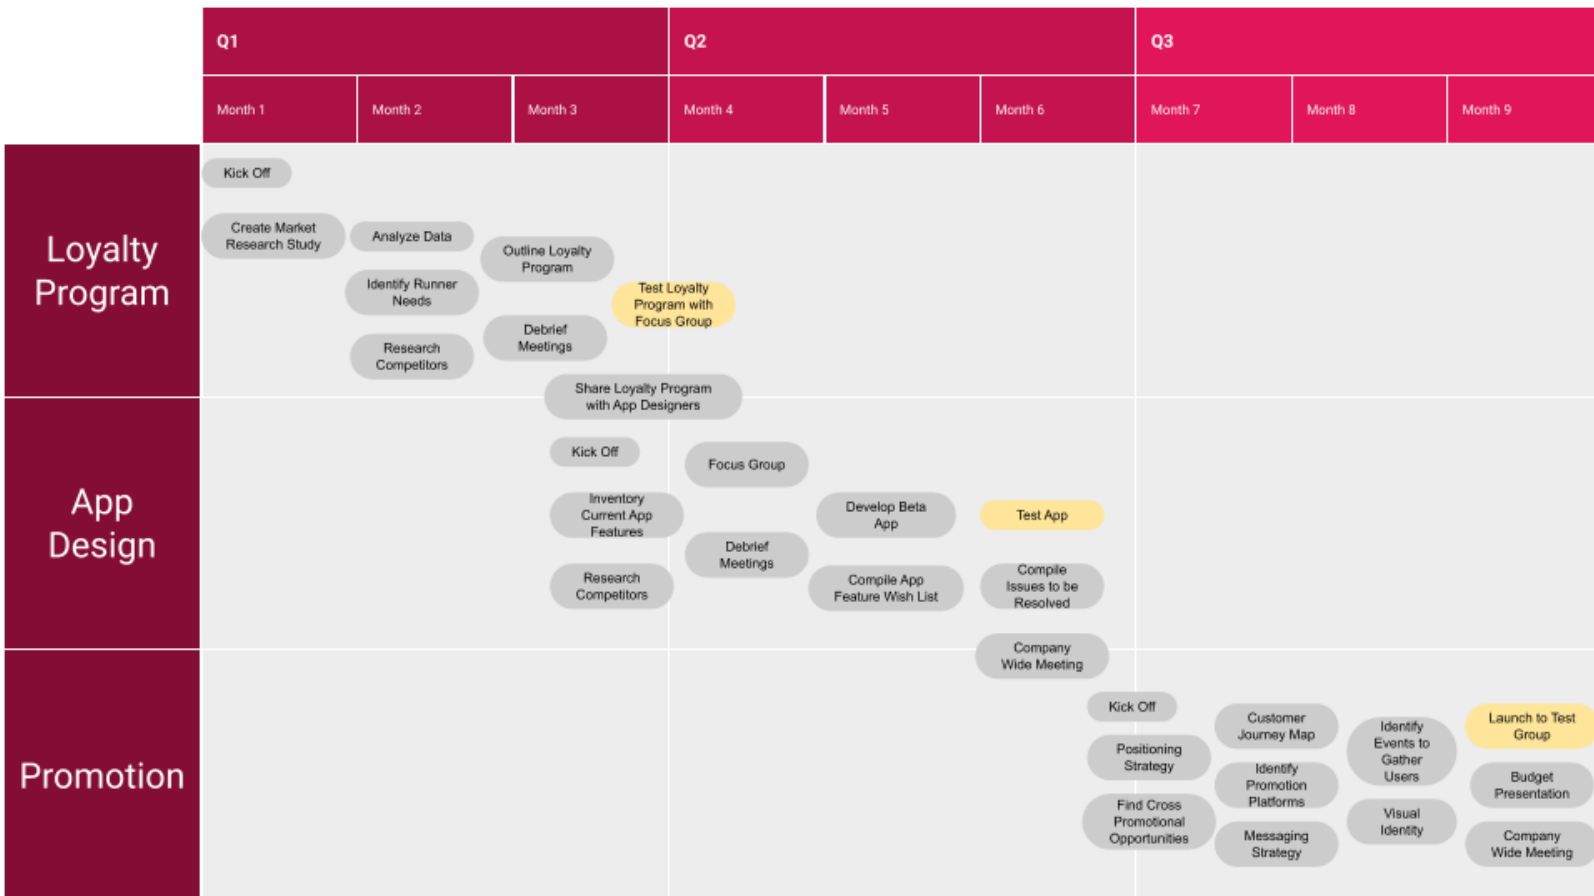 Q1
Q2
Q3
Month 1
Month 2
Month 3
Month 4
Month 5
Month 6
Month 7
Month 8
Month 9
Loyalty
Program
Kick Off
Create Market
Research Study
Analyze Data
Identify Runner
Needs
Research
Competitors
Outline Loyalty
Program
Debrief
Meetings
Test Loyalty
Program with
Focus Group
Share Loyalty Program
with App Designers
App
Design
Kick Off
Inventory
Current App
Features
Research
Competitors
Focus Group
Debrief
Meetings
Develop Beta
App
Compile App
Feature Wish List
Test App
Compile
Issues to be
Resolved
Company
Wide Meeting
Promotion
Kick Off
Positioning
Strategy
Find Cross
Promotional
Opportunities
Customer
Journey Map
Identify
Promotion
Platforms
Messaging
Strategy
Identify
Events to
Gather
Users
Visual
Identity
Launch to Test
Group
Budget
Presentation
Company
Wide Meeting